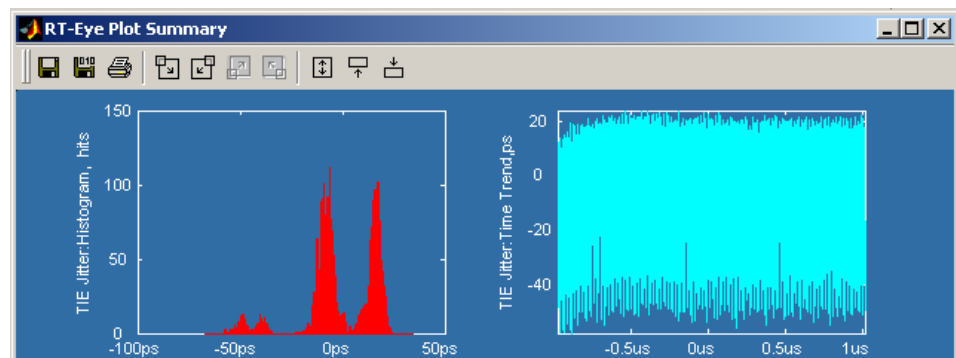 RT-Eye Plot Summary
010
TIE Jitter:Histogram, hits
150
100
50
0
-100ps
-50ps
0ps
50ps
TIE Jitter:Time Trend,ps
20
0
-20
-40
-0.5us
0us
0.5us
1us